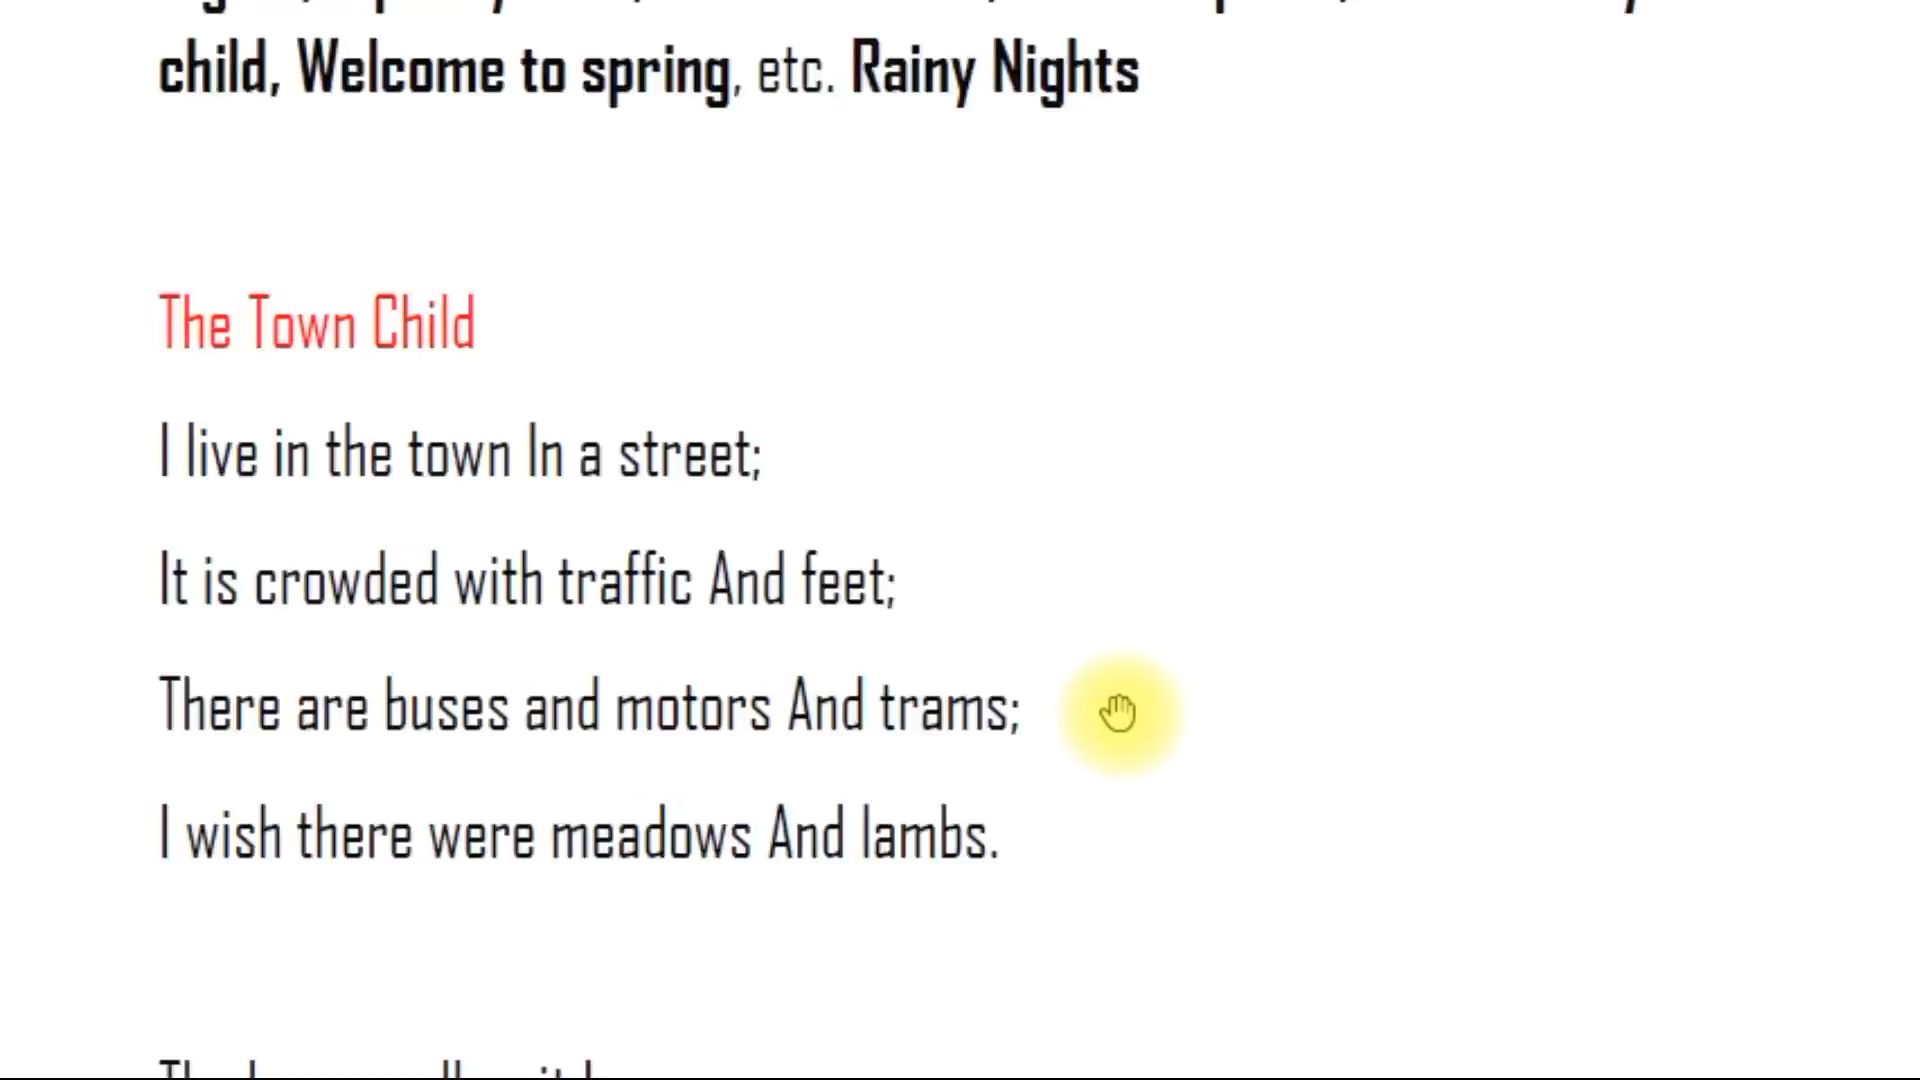 child, Welcome to spring, etc. Rainy Nights
The Town Child
I live in the town In a street;
It is crowded with traffic And feet;
There are buses and motors And trams;
I wish there were meadows And lambs.